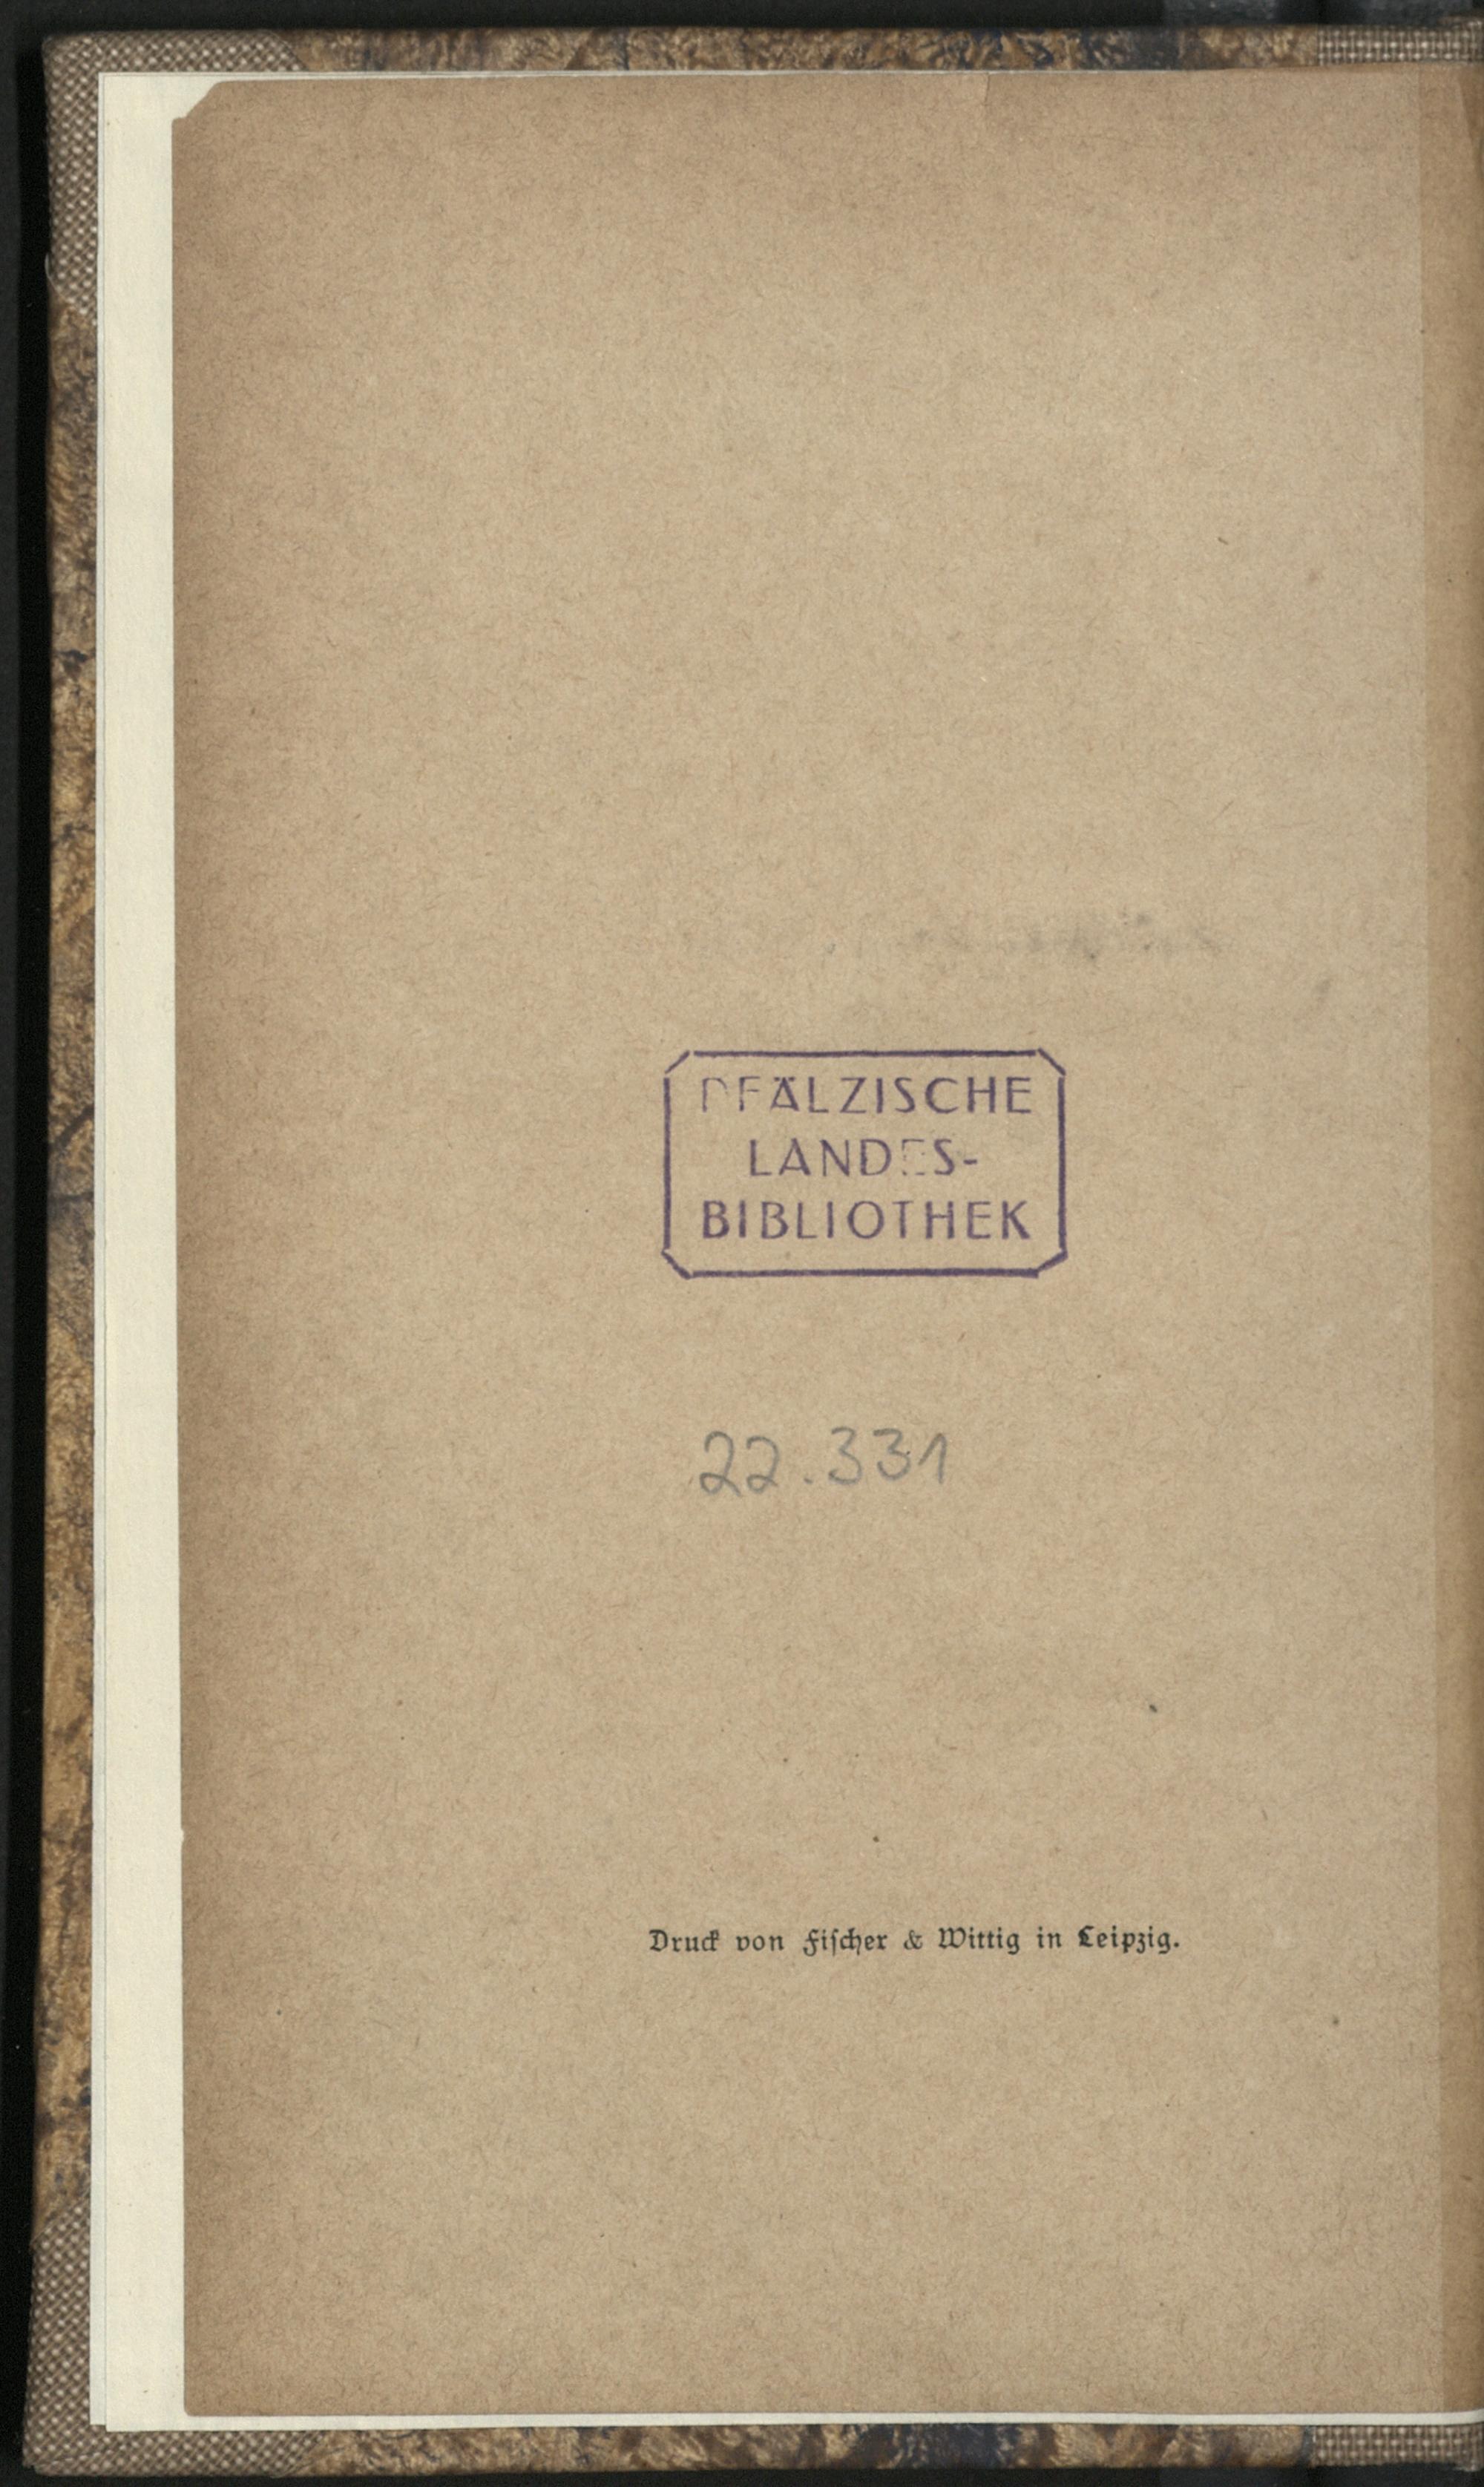 PFÄLZISCHE
LANDES-
BIBLIOTHEK
22.331
Druck von Fischer & Wittig in Leipzig.